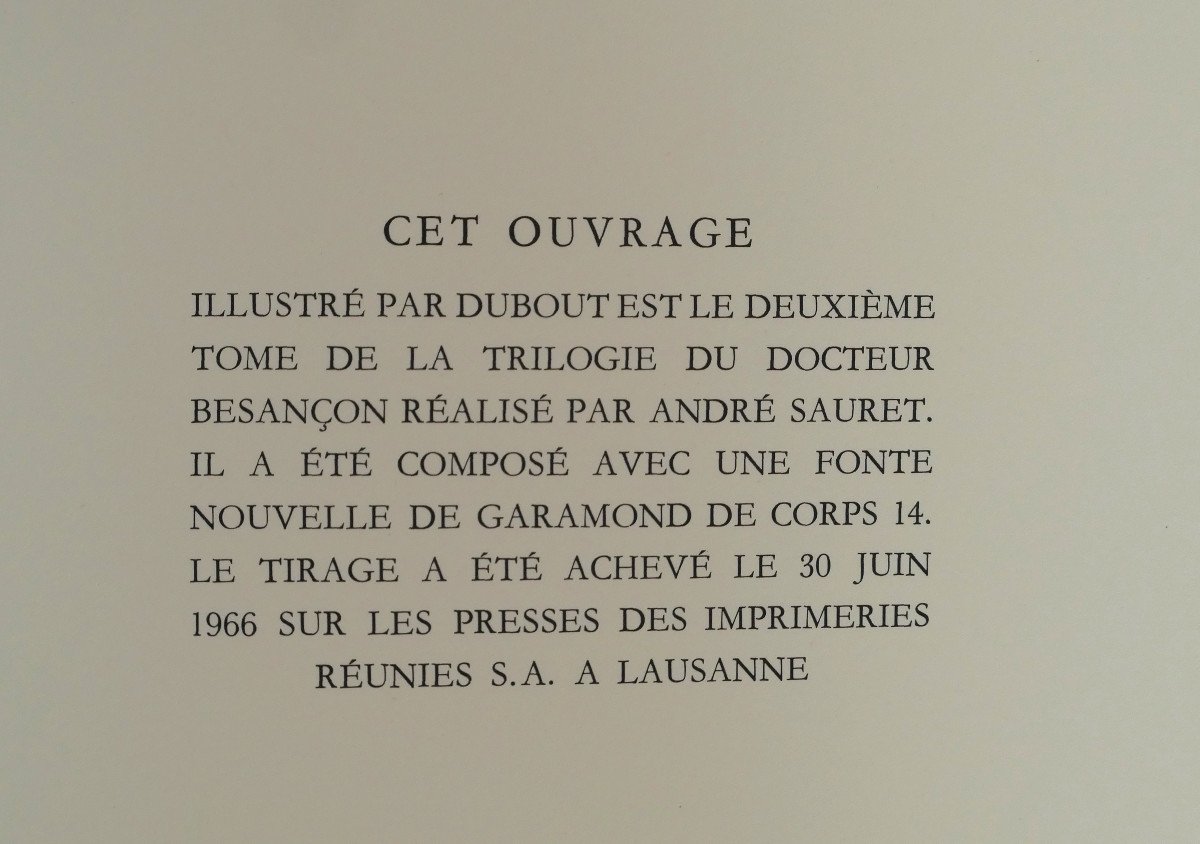 CET OUVRAGE
ILLUSTRÉ PAR DUBOUT EST LE DEUXIÈME
TOME DE LA TRILOGIE DU DOCTEUR
BESANÇON RÉALISÉ PAR ANDRÉ SAURET.
IL A ÉTÉ COMPOSÉ AVEC UNE FONTE
NOUVELLE DE GARAMOND DE CORPS 14.
LE TIRAGE A ÉTÉ ACHEVÉ LE 30 JUIN
1966 SUR LES PRESSES DES IMPRIMERIES
RÉUNIES S.A. A LAUSANNE